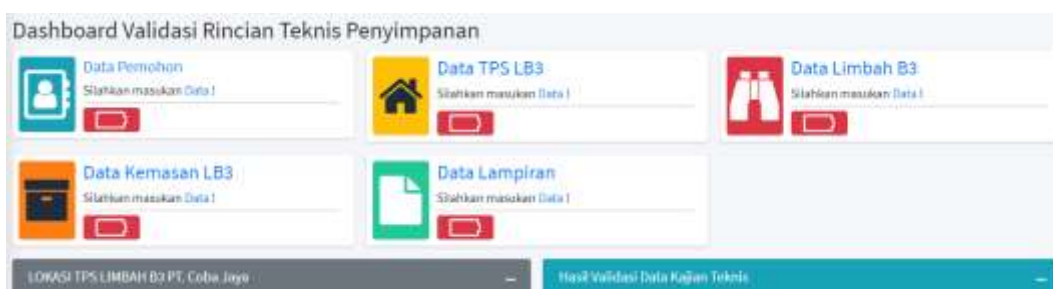 Dashboard Validasi Rincian Teknis Penyimpanan
Data Pemohon
Silahkan masukan Data !
Data TPS LB3
Silahkan masukan Data !
Data Limbah B3
Silahkan masukan Data !
Data Kemasan LB3
Silahkan masukan Data !
Data Lampiran
Silahkan masukan Data !
LOKASI TPS LIMBAH B3 PT. Coba Jaya
Hasil Validasi Data Kajian Teknis